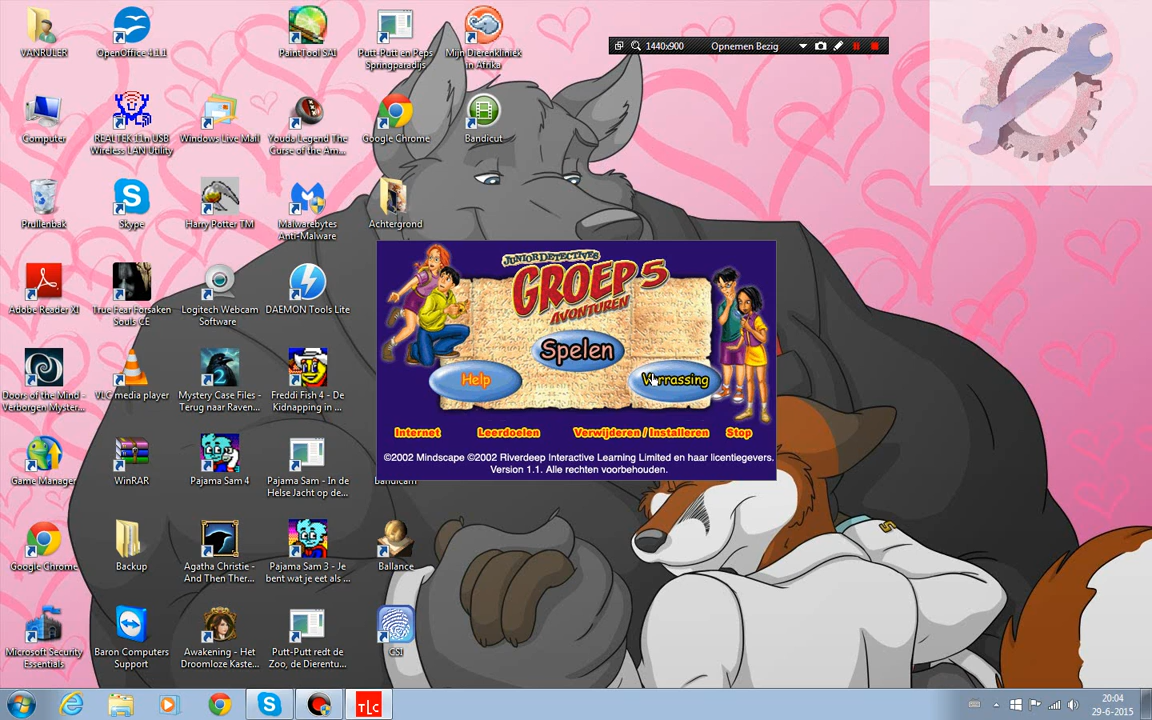 1440x900
Opnemen Bezig
VANRULER
OpenOffice 4.1.1
PaintTool SAI
Putt-Putt en Peps
Springparadijs
Mijn Dierenkliniek
in Afrika
Computer
REALTEK 11n USB
Wireless LAN Utility
Windows Live Mail
Youda Legend The
Curse of the Am...
Google Chrome
Bandicut
Prullenbak
Skype
Harry Potter TM
Malwarebytes
Anti-Malware
Achtergrond
Adobe Reader XI
True Fear Forsaken
Souls CE
Logitech Webcam
Software
DAEMON Tools Lite
Doors of the Mind -
Verborgen Myster...
VLC media player
Mystery Case Files -
Terug naar Raven...
Freddi Fish 4 - De
Kidnapping in ...
Game Manager
WinRAR
Pajama Sam 4
Pajama Sam - In de
Helse Jacht op de...
Bandicam
Google Chrome
Backup
Agatha Christie -
And Then Ther...
Pajama Sam 3 - Je
bent wat je eet als ...
Ballance
Microsoft Security
Essentials
Baron Computers
Support
Awakening - Het
Droomloze Kaste...
Putt-Putt redt de
Zoo, de Dierentu...
CSI
JUNIOR DETECTIVES
GROEP 5
AVONTUREN
Spelen
Help
Verrassing
Internet
Leerdoelen
Verwijderen / Installeren
Stop
©2002 Mindscape ©2002 Riverdeep Interactive Learning Limited en haar licentiegevers.
Version 1.1. Alle rechten voorbehouden.
TLC
20:04
29-6-2015